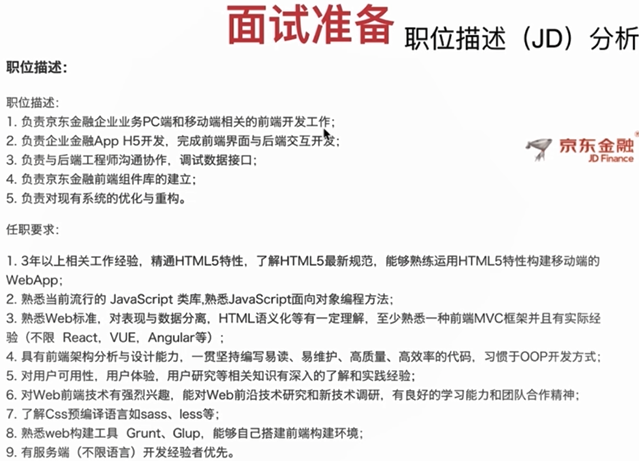 面试准备 职位描述（JD）分析
职位描述：
职位描述：
1. 负责京东金融企业业务PC端和移动端相关的前端开发工作；
2. 负责企业金融App H5开发，完成前端界面与后端交互开发；
3. 负责与后端工程师沟通协作，调试数据接口；
4. 负责京东金融前端组件库的建立；
5. 负责对现有系统的优化与重构。
京东金融
JD Finance
任职要求：
1. 3年以上相关工作经验，精通HTML5特性，了解HTML5最新规范，能够熟练运用HTML5特性构建移动端的
WebApp；
2. 熟悉当前流行的 JavaScript 类库,熟悉JavaScript面向对象编程方法；
3. 熟悉Web标准，对表现与数据分离，HTML语义化等有一定理解，至少熟悉一种前端MVC框架并且有实际经
验（不限 React，VUE，Angular等）；
4. 具有前端架构分析与设计能力，一贯坚持编写易读、易维护、高质量、高效率的代码，习惯于OOP开发方式；
5. 对用户可用性，用户体验，用户研究等相关知识有深入的了解和实践经验；
6. 对Web前端技术有强烈兴趣，能对Web前沿技术研究和新技术调研，有良好的学习能力和团队合作精神；
7. 了解Css预编译语言如sass、less等；
8. 熟悉web构建工具 Grunt、Glup，能够自己搭建前端构建环境；
9. 有服务端（不限语言）开发经验者优先。